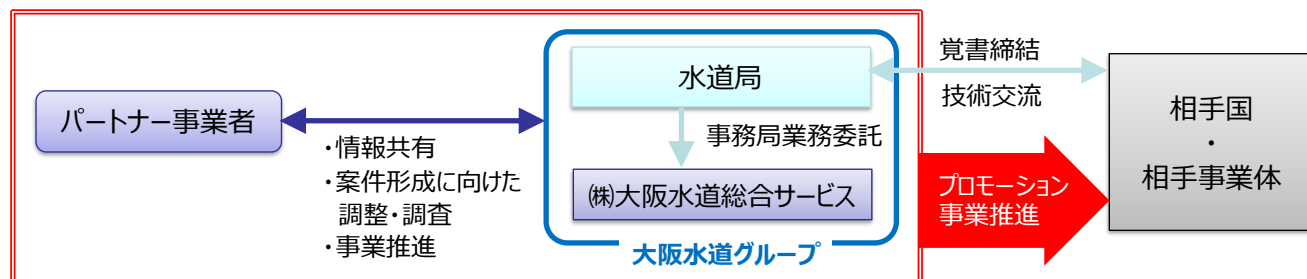 パートナー事業者
・情報共有
・案件形成に向けた
調整・調査
・事業推進
水道局
事務局業務委託
㈱大阪水道総合サービス
大阪水道グループ
覚書締結
技術交流
プロモーション
事業推進
相手国
・
相手事業体